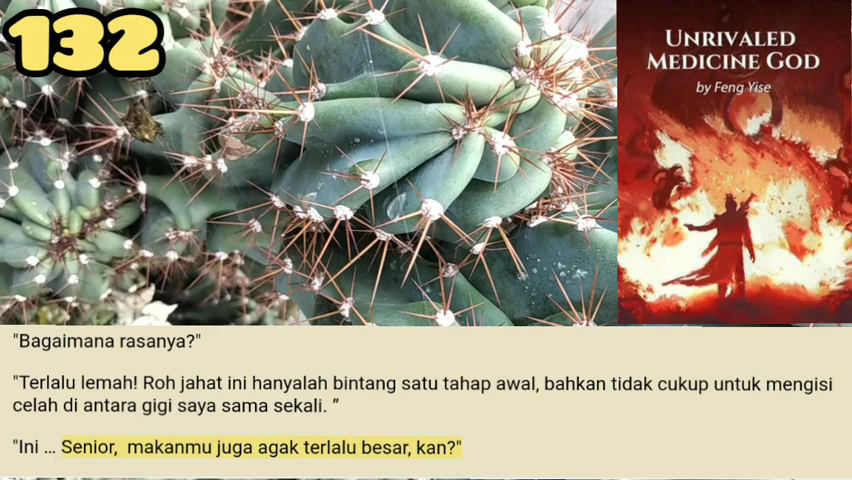 132
UNRIVALED
MEDICINE GOD
by Feng Yise
"Bagaimana rasanya?"
"Terlalu lemah! Roh jahat ini hanyalah bintang satu tahap awal, bahkan tidak cukup untuk mengisi
celah di antara gigi saya sama sekali. ”
"Ini ... Senior,  makanmu juga agak terlalu besar, kan?"